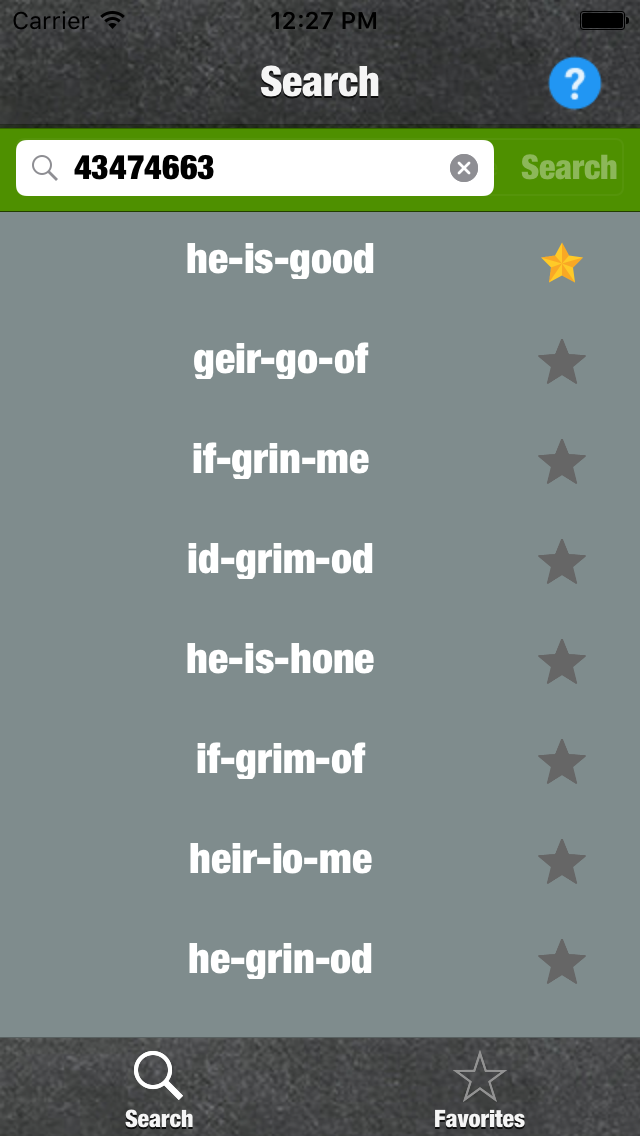 Carrier 12:27 PM
Search ?
43474663 Search
he-is-good
geir-go-of
if-grin-me
id-grim-od
he-is-hone
if-grim-of
heir-io-me
he-grin-od
Search Favorites